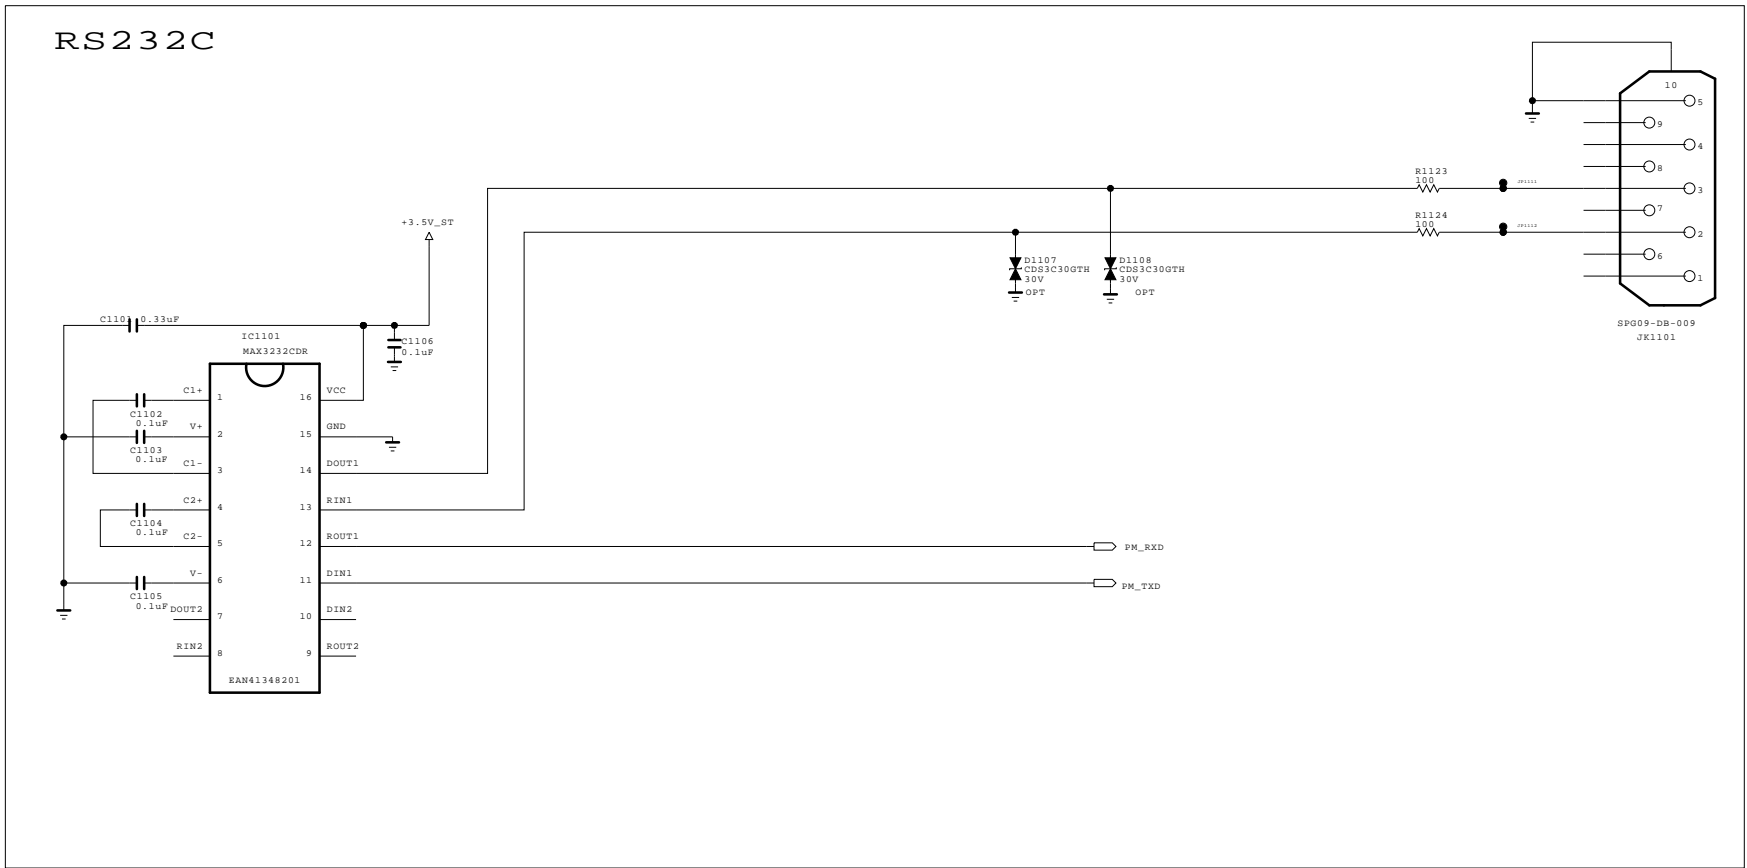 RS232C
10
5
9
4
8
3
7
2
6
1
SPG09-DB-009
JK1101
R1123
100
JP1111
R1124
100
JP1112
+3.5V_ST
D1107
CDS3C30GTH
30V
OPT
D1108
CDS3C30GTH
30V
OPT
C1101 0.33uF
C1106
0.1uF
IC1101
MAX3232CDR
C1+ 1 16 VCC
C1102
0.1uF
V+ 2 15 GND
C1103
0.1uF
C1- 3 14 DOUT1
C2+ 4 13 RIN1
C1104
0.1uF
C2- 5 12 ROUT1
PM_RXD
V- 6 11 DIN1
PM_TXD
C1105
0.1uF
DOUT2 7 10 DIN2
RIN2 8 9 ROUT2
EAN41348201